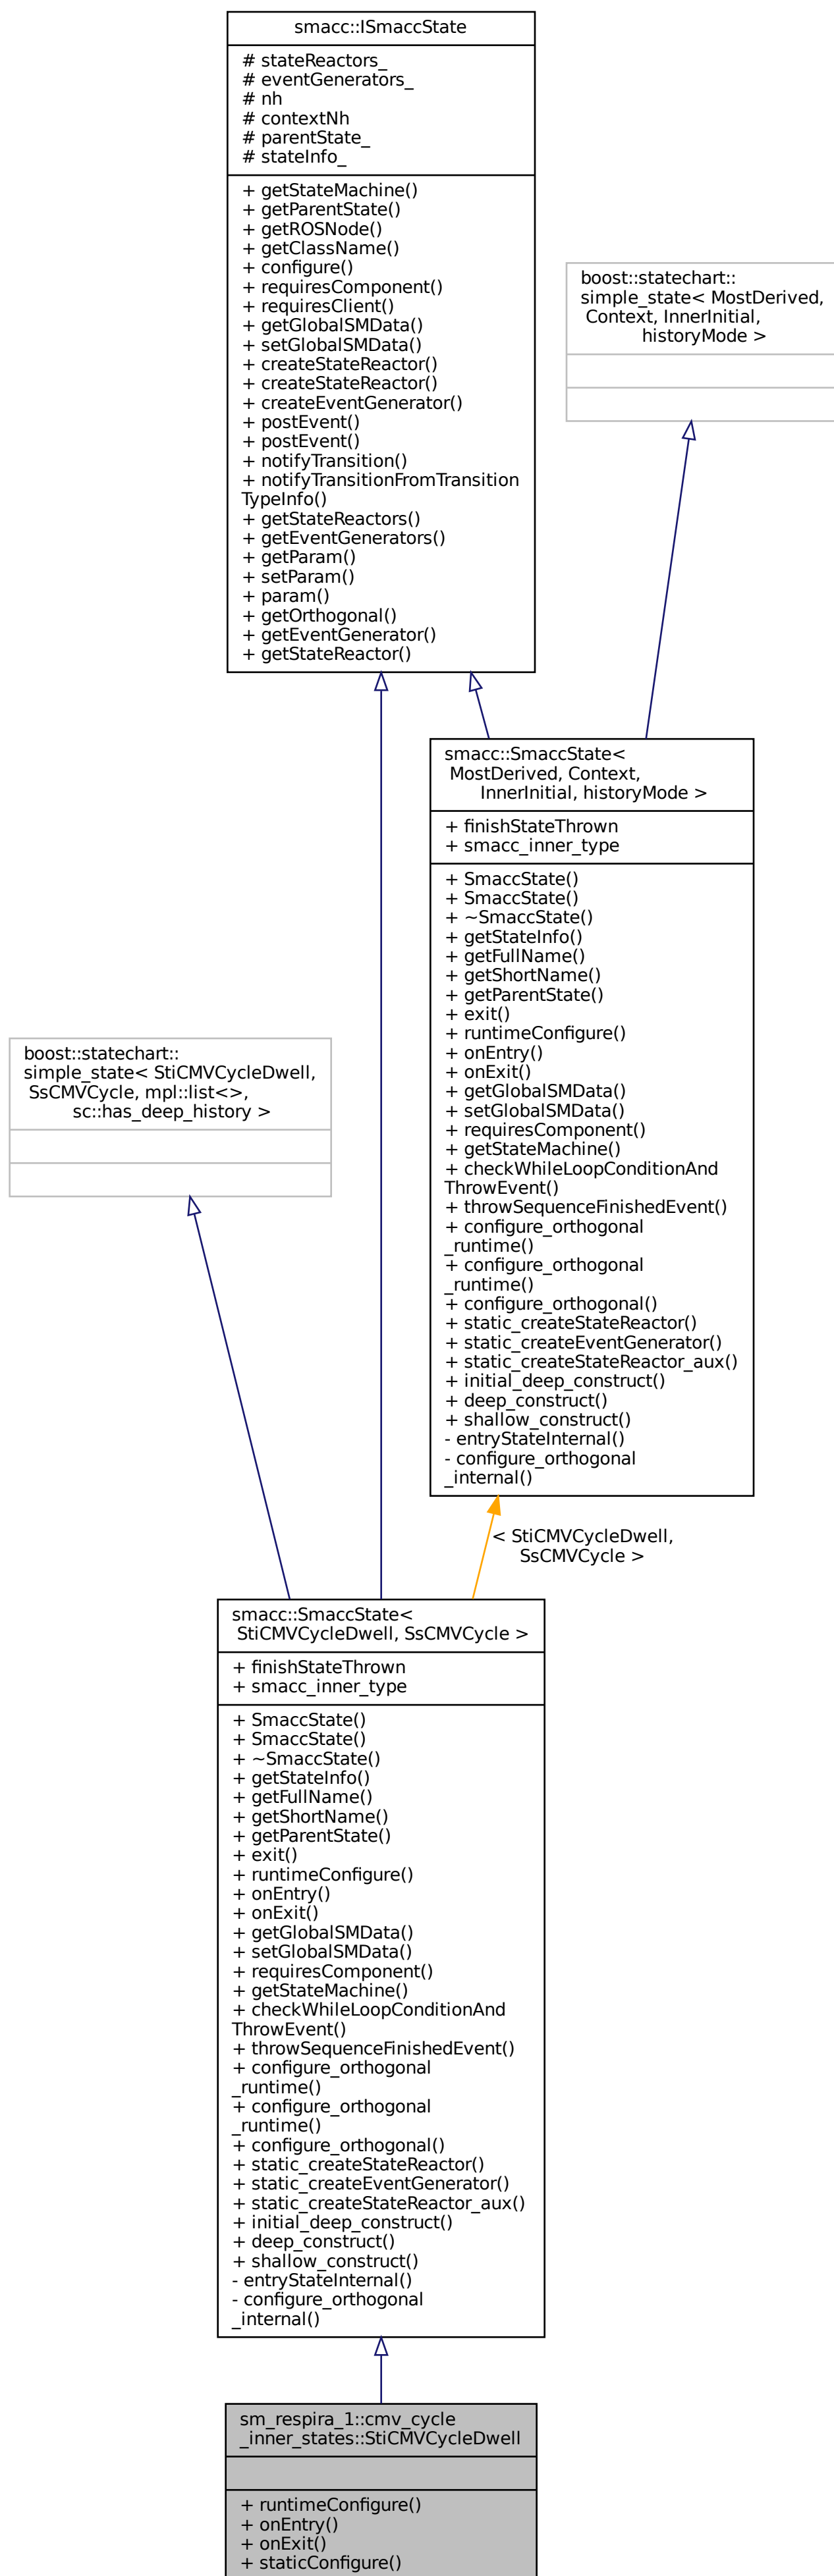 smacc::ISmaccState
# stateReactors_
# eventGenerators_
# nh
# contextNh
# parentState_
# stateInfo_
+ getStateMachine()
+ getParentState()
+ getROSNode()
+ getClassName()
+ configure()
+ requiresComponent()
+ requiresClient()
+ getGlobalSMData()
+ setGlobalSMData()
+ createStateReactor()
+ createStateReactor()
+ createEventGenerator()
+ postEvent()
+ postEvent()
+ notifyTransition()
+ notifyTransitionFromTransition
TypeInfo()
+ getStateReactors()
+ getEventGenerators()
+ getParam()
+ setParam()
+ param()
+ getOrthogonal()
+ getEventGenerator()
+ getStateReactor()
boost::statechart::
simple_state< MostDerived,
Context, InnerInitial,
historyMode >
smacc::SmaccState<
MostDerived, Context,
InnerInitial, historyMode >
+ finishStateThrown
+ smacc_inner_type
+ SmaccState()
+ SmaccState()
+ ~SmaccState()
+ getStateInfo()
+ getFullName()
+ getShortName()
+ getParentState()
+ exit()
+ runtimeConfigure()
+ onEntry()
+ onExit()
+ getGlobalSMData()
+ setGlobalSMData()
+ requiresComponent()
+ getStateMachine()
+ checkWhileLoopConditionAnd
ThrowEvent()
+ throwSequenceFinishedEvent()
+ configure_orthogonal
_runtime()
+ configure_orthogonal
_runtime()
+ configure_orthogonal()
+ static_createStateReactor()
+ static_createEventGenerator()
+ static_createStateReactor_aux()
+ initial_deep_construct()
+ deep_construct()
+ shallow_construct()
- entryStateInternal()
- configure_orthogonal
_internal()
boost::statechart::
simple_state< StiCMVCycleDwell,
SsCMVCycle, mpl::list<>,
sc::has_deep_history >
< StiCMVCycleDwell,
SsCMVCycle >
smacc::SmaccState<
StiCMVCycleDwell, SsCMVCycle >
+ finishStateThrown
+ smacc_inner_type
+ SmaccState()
+ SmaccState()
+ ~SmaccState()
+ getStateInfo()
+ getFullName()
+ getShortName()
+ getParentState()
+ exit()
+ runtimeConfigure()
+ onEntry()
+ onExit()
+ getGlobalSMData()
+ setGlobalSMData()
+ requiresComponent()
+ getStateMachine()
+ checkWhileLoopConditionAnd
ThrowEvent()
+ throwSequenceFinishedEvent()
+ configure_orthogonal
_runtime()
+ configure_orthogonal
_runtime()
+ configure_orthogonal()
+ static_createStateReactor()
+ static_createEventGenerator()
+ static_createStateReactor_aux()
+ initial_deep_construct()
+ deep_construct()
+ shallow_construct()
- entryStateInternal()
- configure_orthogonal
_internal()
sm_respira_1::cmv_cycle
_inner_states::StiCMVCycleDwell
+ runtimeConfigure()
+ onEntry()
+ onExit()
+ staticConfigure()